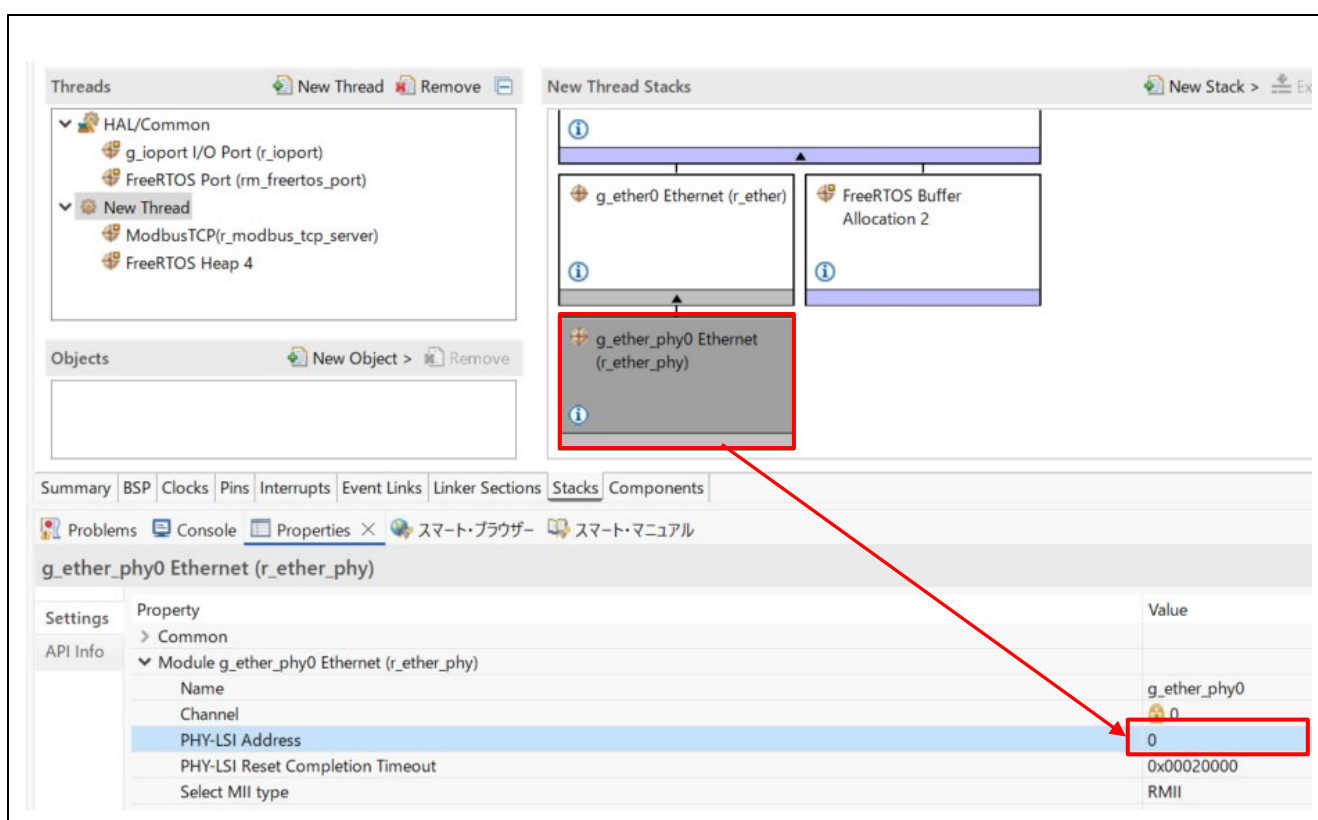 Threads New Thread Remove
HAL/Common
g_ioport I/O Port (r_ioport)
FreeRTOS Port (rm_freertos_port)
New Thread
ModbusTCP(r_modbus_tcp_server)
FreeRTOS Heap 4
Objects New Object > Remove
New Thread Stacks New Stack > Ex
g_ether0 Ethernet (r_ether)
FreeRTOS Buffer
Allocation 2
g_ether_phy0 Ethernet
(r_ether_phy)
Summary BSP Clocks Pins Interrupts Event Links Linker Sections Stacks Components
Problems Console Properties スマート・ブラウザー スマート・マニュアル
g_ether_phy0 Ethernet (r_ether_phy)
Settings
API Info
Property Value
Common
Module g_ether_phy0 Ethernet (r_ether_phy)
Name g_ether_phy0
Channel 0
PHY-LSI Address 0
PHY-LSI Reset Completion Timeout 0x00020000
Select MII type RMII